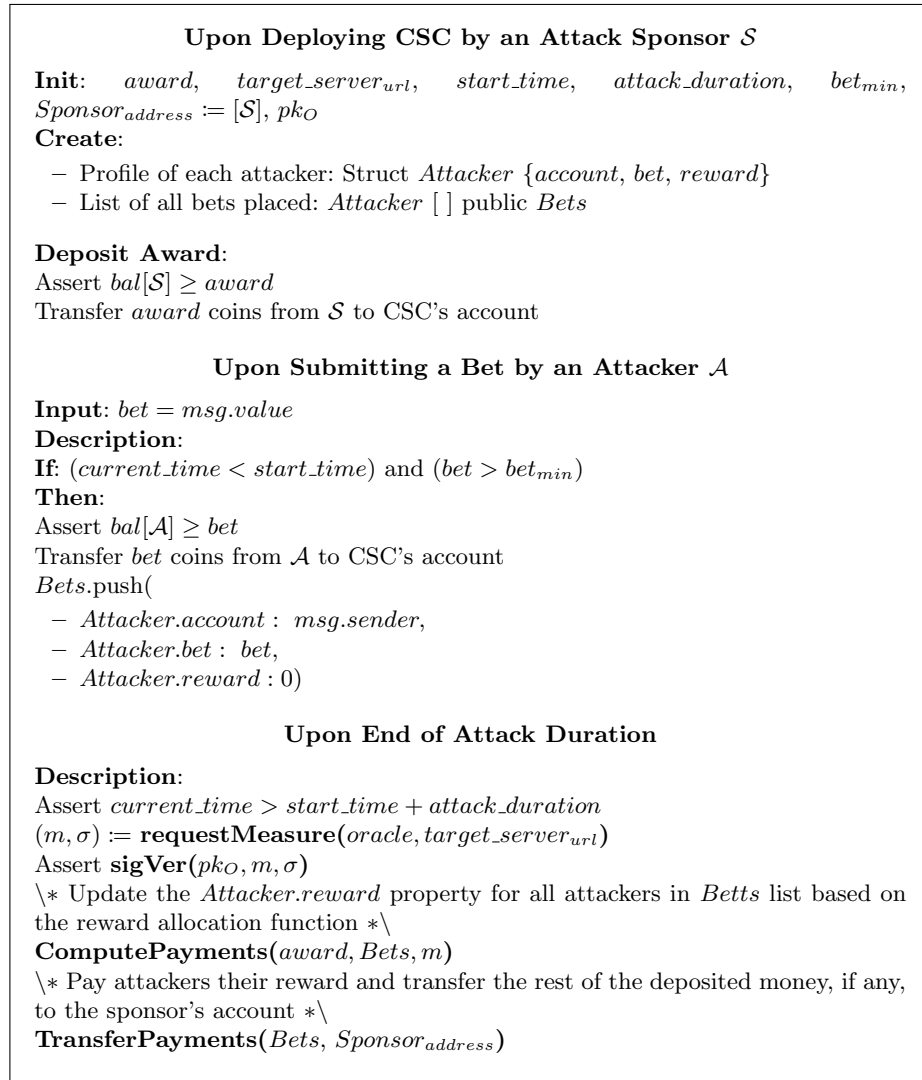 Upon Deploying CSC by an Attack Sponsor 𝒮
Init: award, target_server_url, start_time, attack_duration, bet_min,
Sponsor_address := [𝒮], pk_O
Create:
– Profile of each attacker: Struct Attacker {account, bet, reward}
– List of all bets placed: Attacker [ ] public Bets
Deposit Award:
Assert bal[𝒮] ≥ award
Transfer award coins from 𝒮 to CSC's account
Upon Submitting a Bet by an Attacker 𝒜
Input: bet = msg.value
Description:
If: (current_time < start_time) and (bet > bet_min)
Then:
Assert bal[𝒜] ≥ bet
Transfer bet coins from 𝒜 to CSC's account
Bets.push(
– Attacker.account : msg.sender,
– Attacker.bet : bet,
– Attacker.reward : 0)
Upon End of Attack Duration
Description:
Assert current_time > start_time + attack_duration
(m, σ) := requestMeasure(oracle, target_server_url)
Assert sigVer(pk_O, m, σ)
\∗ Update the Attacker.reward property for all attackers in Betts list based on
the reward allocation function ∗\
ComputePayments(award, Bets, m)
\∗ Pay attackers their reward and transfer the rest of the deposited money, if any,
to the sponsor's account ∗\
TransferPayments(Bets, Sponsor_address)